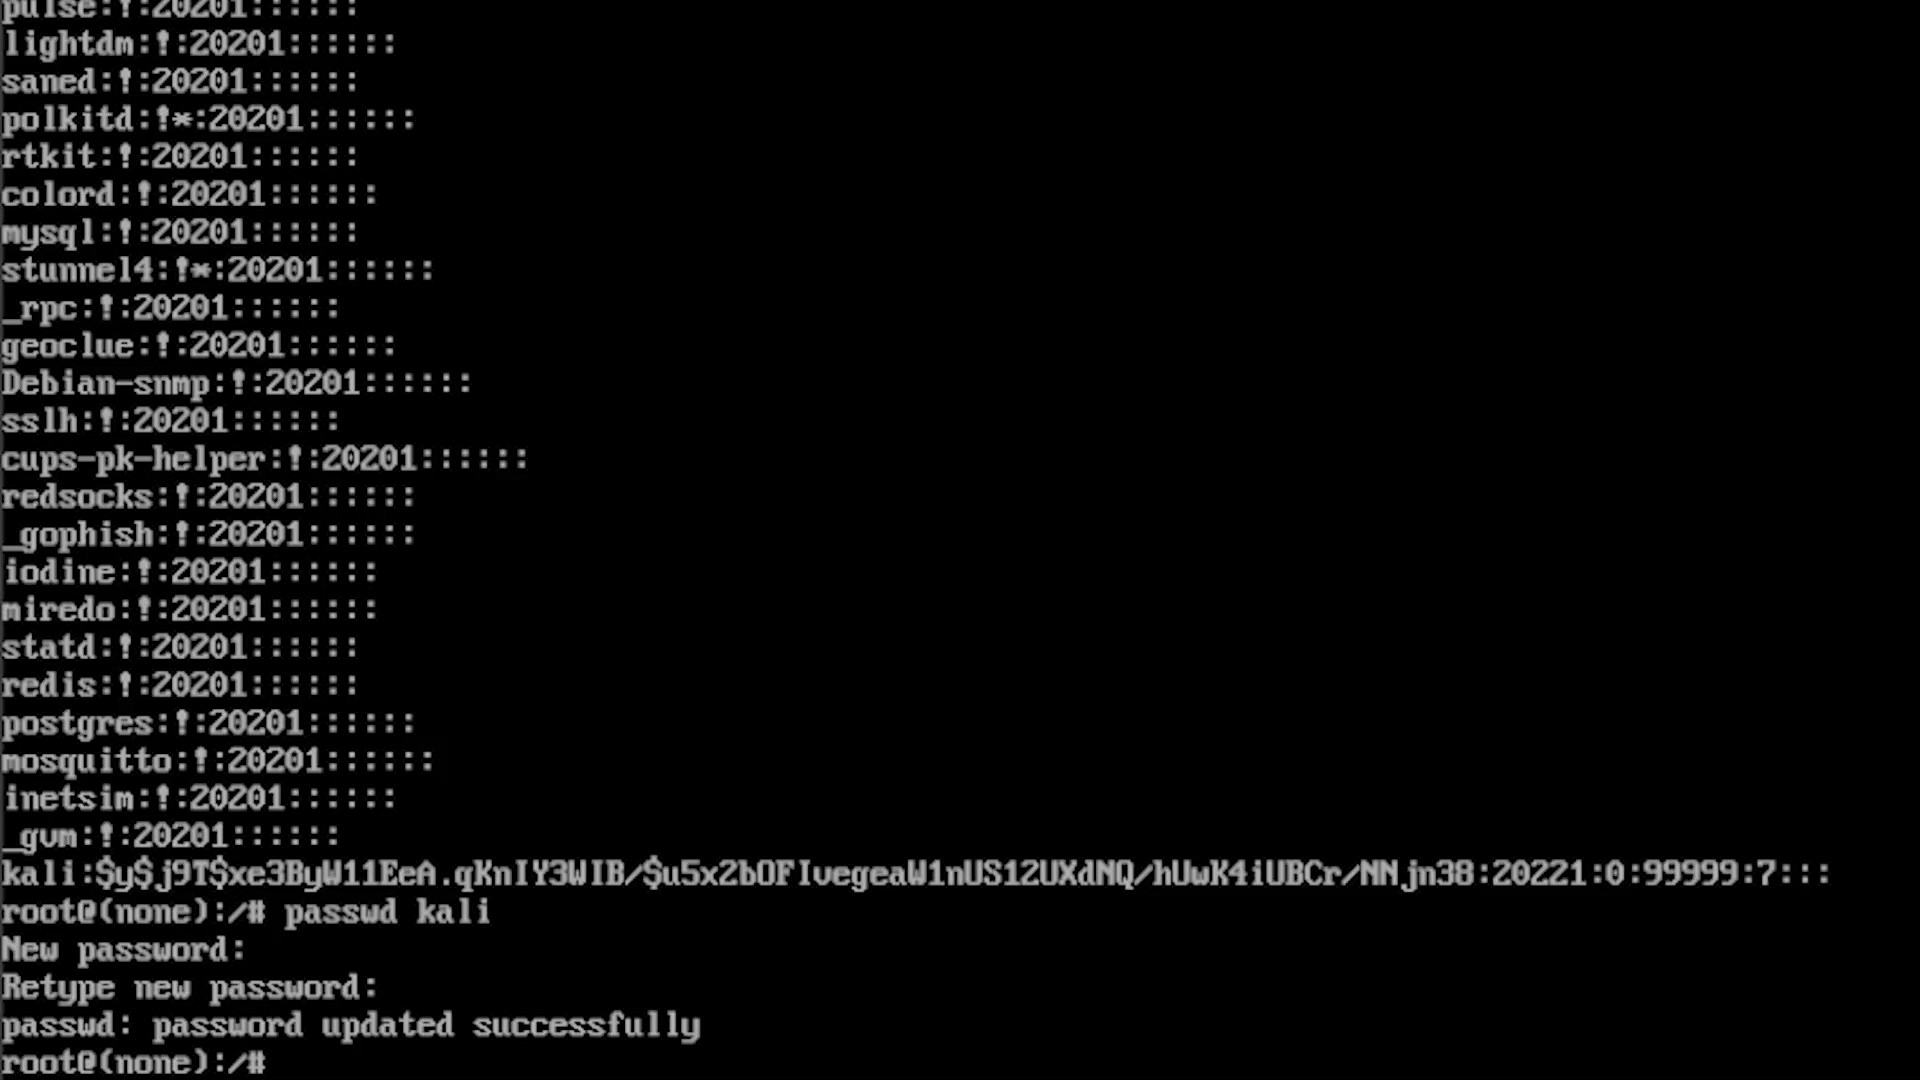 pulse:!:20201::::::
lightdm:!:20201::::::
saned:!:20201::::::
polkitd:!*:20201::::::
rtkit:!:20201::::::
colord:!:20201::::::
mysql:!:20201::::::
stunnel4:!*:20201::::::
_rpc:!:20201::::::
geoclue:!:20201::::::
Debian-snmp:!:20201::::::
sslh:!:20201::::::
cups-pk-helper:!:20201::::::
redsocks:!:20201::::::
_gophish:!:20201::::::
iodine:!:20201::::::
miredo:!:20201::::::
statd:!:20201::::::
redis:!:20201::::::
postgres:!:20201::::::
mosquitto:!:20201::::::
inetsim:!:20201::::::
_gvm:!:20201::::::
kali:$y$j9T$xe3ByW11EeA.qKnIY3WIB/$u5x2bOFIvegeaW1nUS12UXdNQ/hUwK4iUBCr/NNjn38:20221:0:99999:7:::
root@(none):/# passwd kali
New password:
Retype new password:
passwd: password updated successfully
root@(none):/#